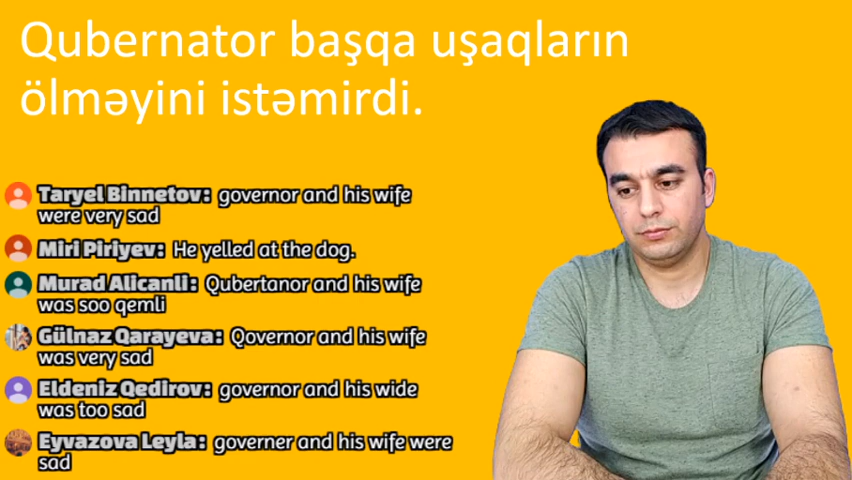 Qubernator başqa uşaqların
ölməyini istəmirdi.
Taryel Binnetov: governor and his wife
were very sad
Miri Piriyev: He yelled at the dog.
Murad Alicanli: Qubertanor and his wife
was soo qemli
Gülnaz Qarayeva: Qovernor and his wife
was very sad
Eldeniz Qedirov: governor and his wide
was too sad
Eyvazova Leyla: governer and his wife were
sad